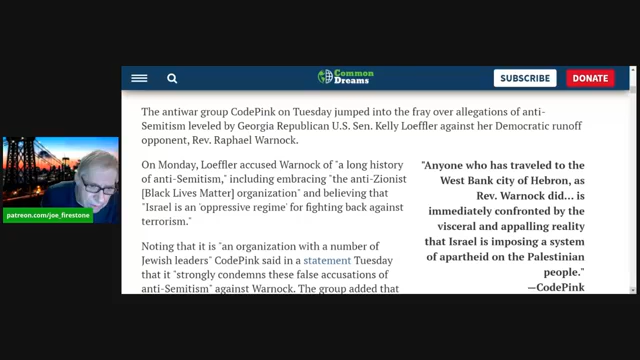 Common
Dreams
SUBSCRIBE
DONATE
The antiwar group CodePink on Tuesday jumped into the fray over allegations of anti-
Semitism leveled by Georgia Republican U.S. Sen. Kelly Loeffler against her Democratic runoff
opponent, Rev. Raphael Warnock.
On Monday, Loeffler accused Warnock of "a long history
of anti-Semitism," including embracing "the anti-Zionist
[Black Lives Matter] organization" and believing that
"Israel is an 'oppressive regime' for fighting back against
terrorism."
Noting that it is "an organization with a number of
Jewish leaders" CodePink said in a statement Tuesday
that it "strongly condemns these false accusations of
anti-Semitism" against Warnock. The group added that
"Anyone who has traveled to the
West Bank city of Hebron, as
Rev. Warnock did... is
immediately confronted by the
visceral and appalling reality
that Israel is imposing a system
of apartheid on the Palestinian
people."
—CodePink
patreon.com/joe_firestone